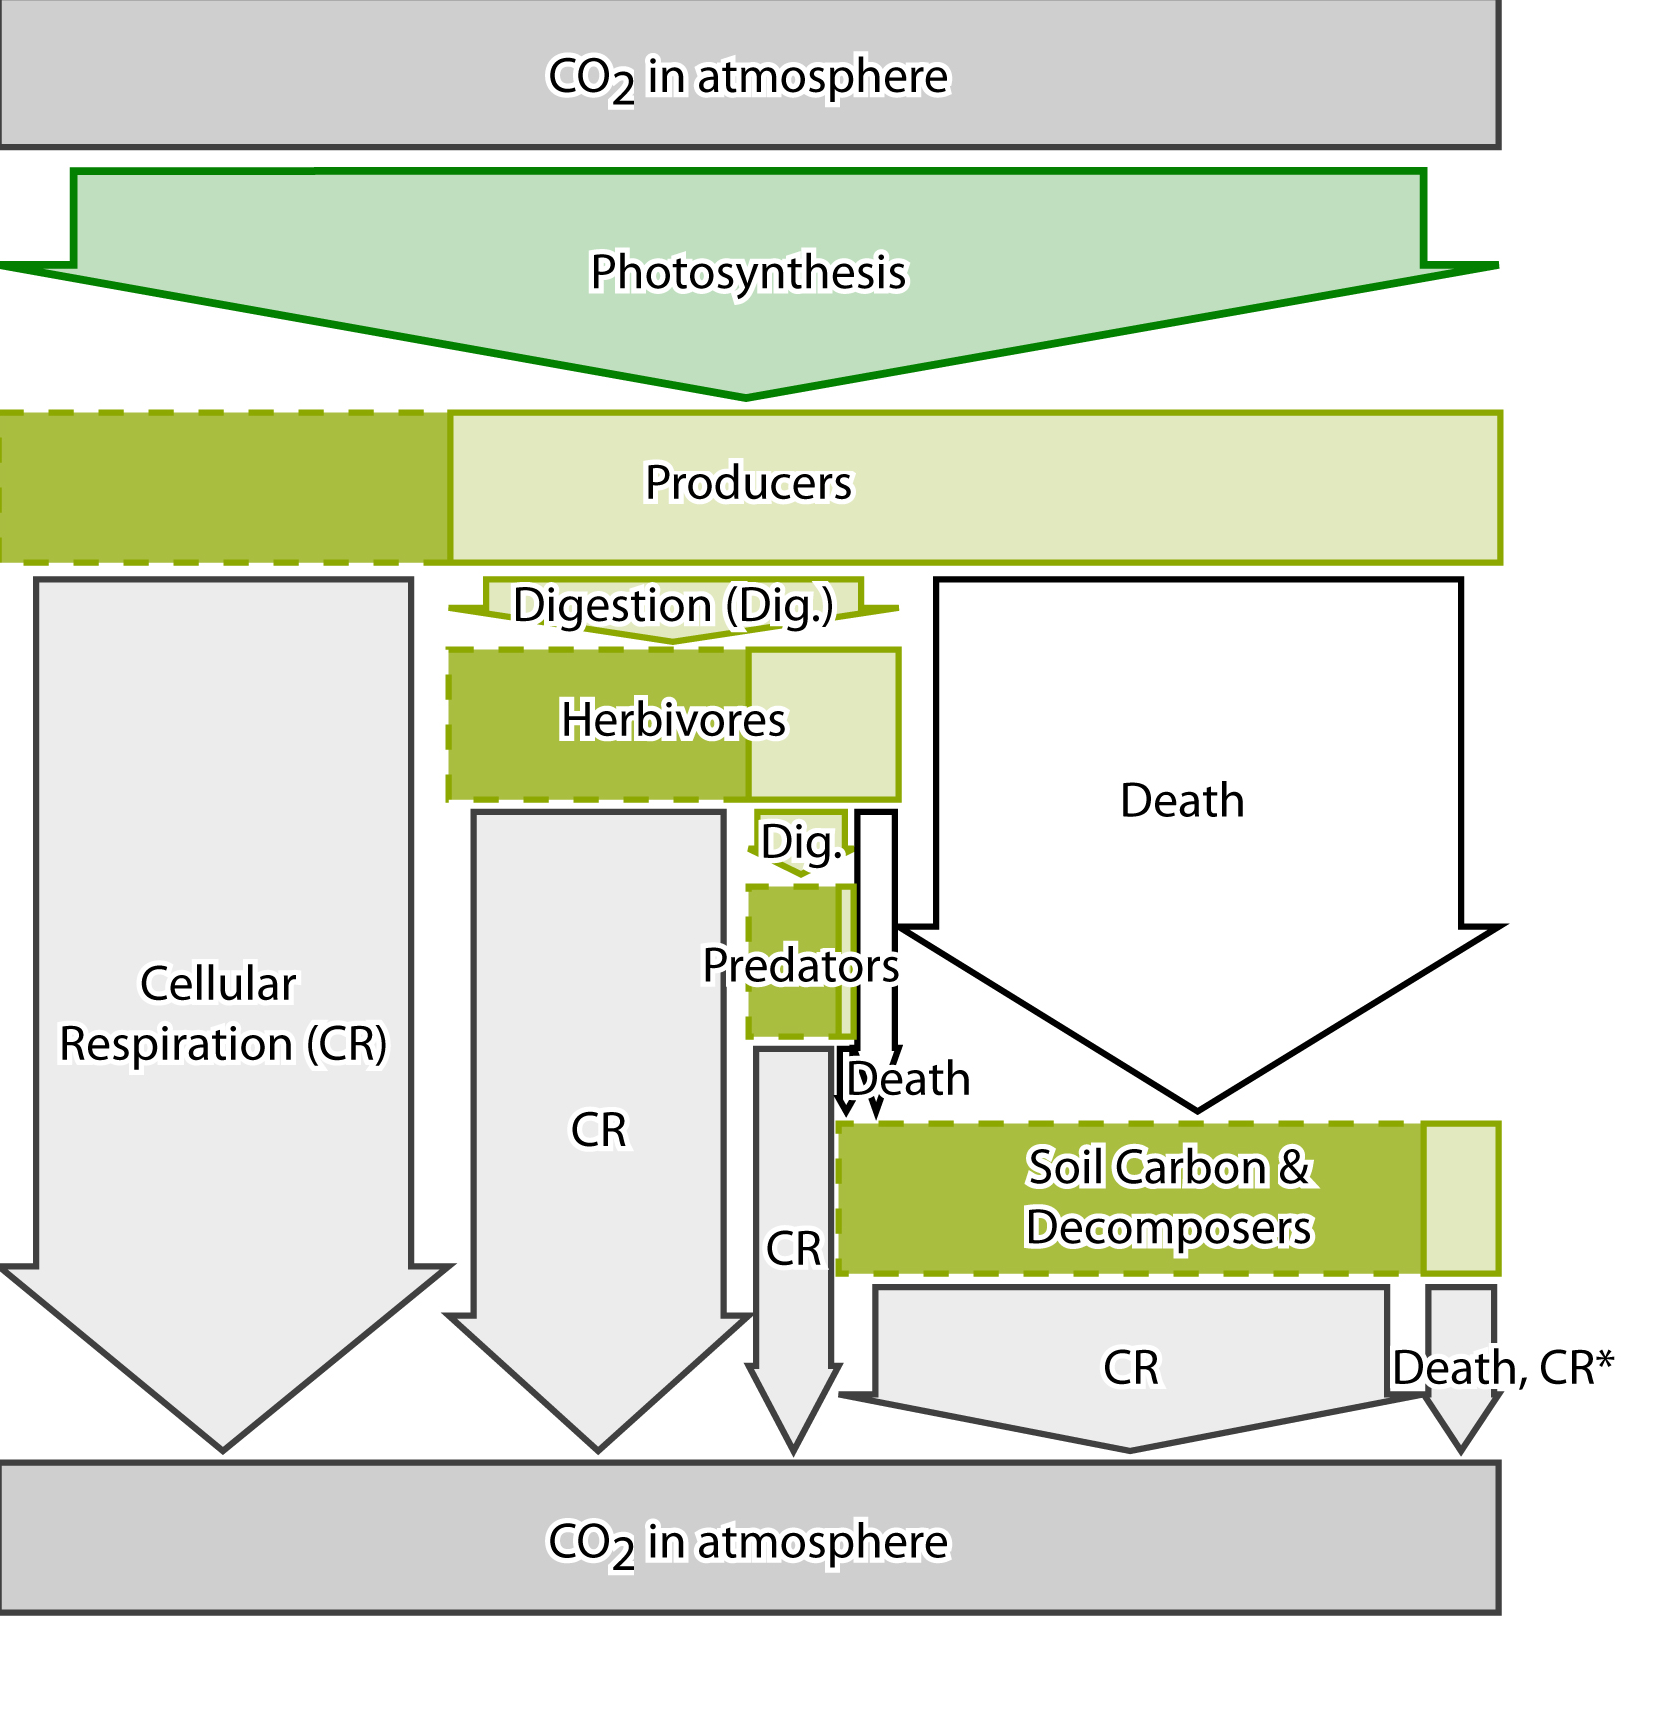 CO2 in atmosphere
Photosynthesis
Producers
Digestion (Dig.)
Herbivores
Death
Dig.
Predators
Cellular
Respiration (CR)
Death
CR
Soil Carbon &
Decomposers
CR
CR
Death, CR*
CO2 in atmosphere